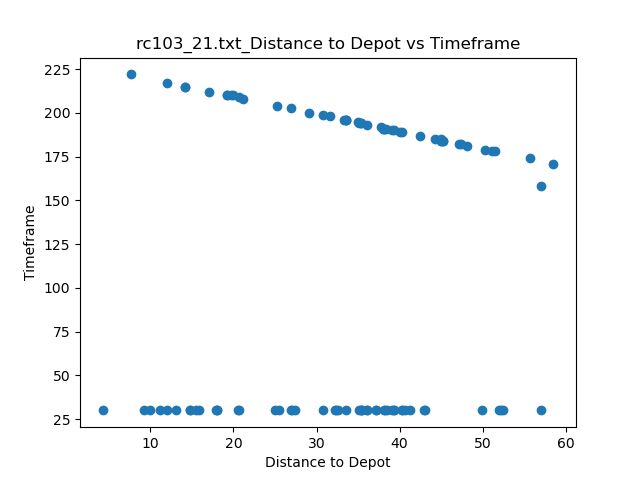 rc103_21.txt_Distance to Depot vs Timeframe
225
200
175
150
125
100
75
50
25
Timeframe
10 20 30 40 50 60
Distance to Depot